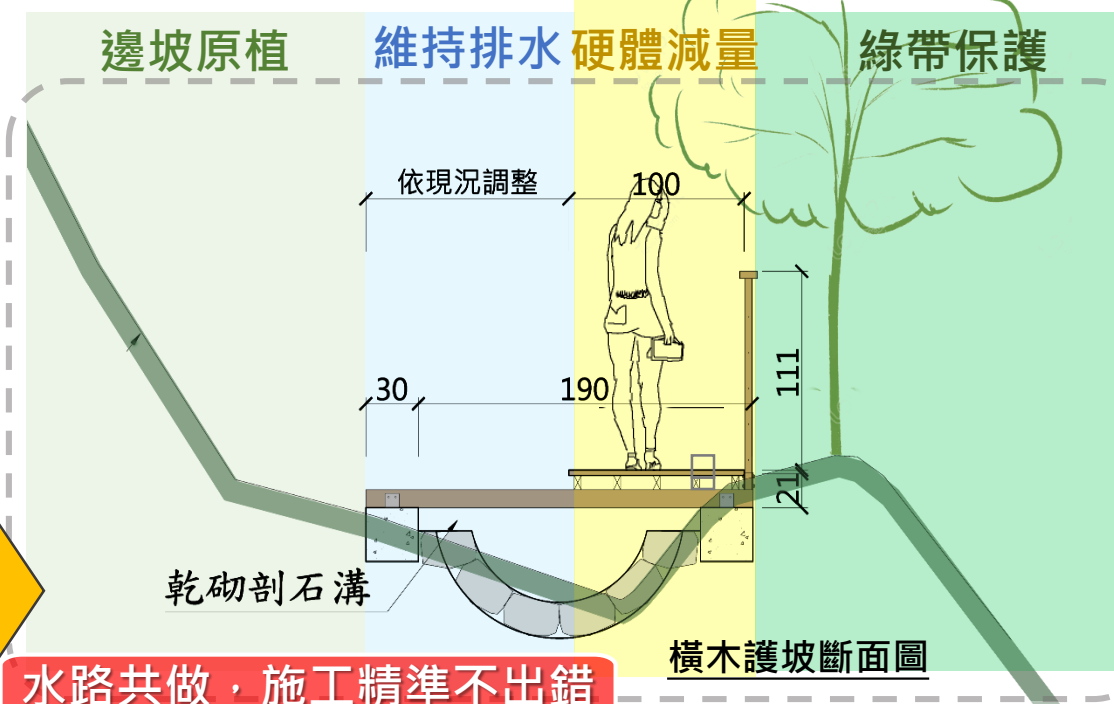 邊坡原植
維持排水
硬體減量
綠帶保護
依現況調整
100
30
190
111
21
乾砌剖石溝
橫木護坡斷面圖
水路共做，施工精準不出錯